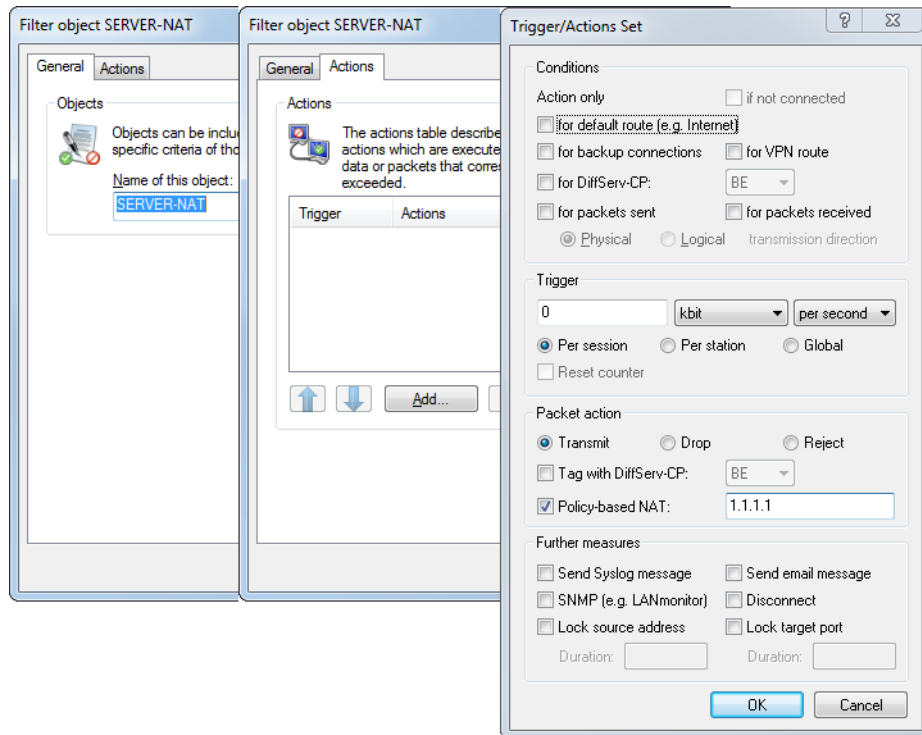 Filter object SERVER-NAT
General Actions
Objects
Objects can be inclu
specific criteria of tho
Name of this object:
SERVER-NAT
Filter object SERVER-NAT
General Actions
Actions
The actions table describe
actions which are execute
data or packets that corres
exceeded.
Trigger Actions
Add...
Trigger/Actions Set
Conditions
Action only if not connected
for default route (e.g. Internet)
for backup connections for VPN route
for DiffServ-CP: BE
for packets sent for packets received
Physical Logical transmission direction
Trigger
0 kbit per second
Per session Per station Global
Reset counter
Packet action
Transmit Drop Reject
Tag with DiffServ-CP: BE
Policy-based NAT: 1.1.1.1
Further measures
Send Syslog message Send email message
SNMP (e.g. LANmonitor) Disconnect
Lock source address Lock target port
Duration: Duration:
OK Cancel